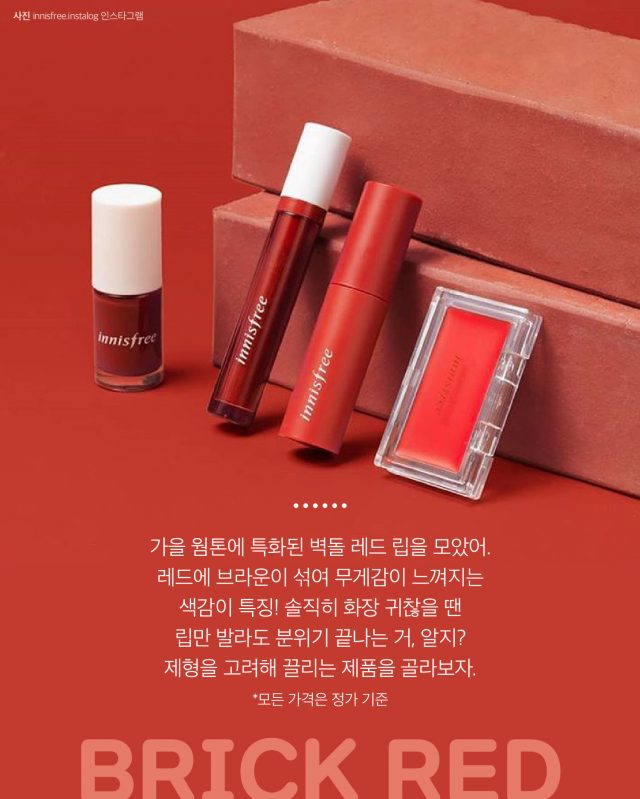 사진 innisfree.instalog 인스타그램
innisfree
innisfree
innisfree
innisfree
가을 웜톤에 특화된 벽돌 레드 립을 모았어.
레드에 브라운이 섞여 무게감이 느껴지는
색감이 특징! 솔직히 화장 귀찮을 땐
립만 발라도 분위기 끝나는 거, 알지?
제형을 고려해 끌리는 제품을 골라보자.
*모든 가격은 정가 기준
BRICK RED